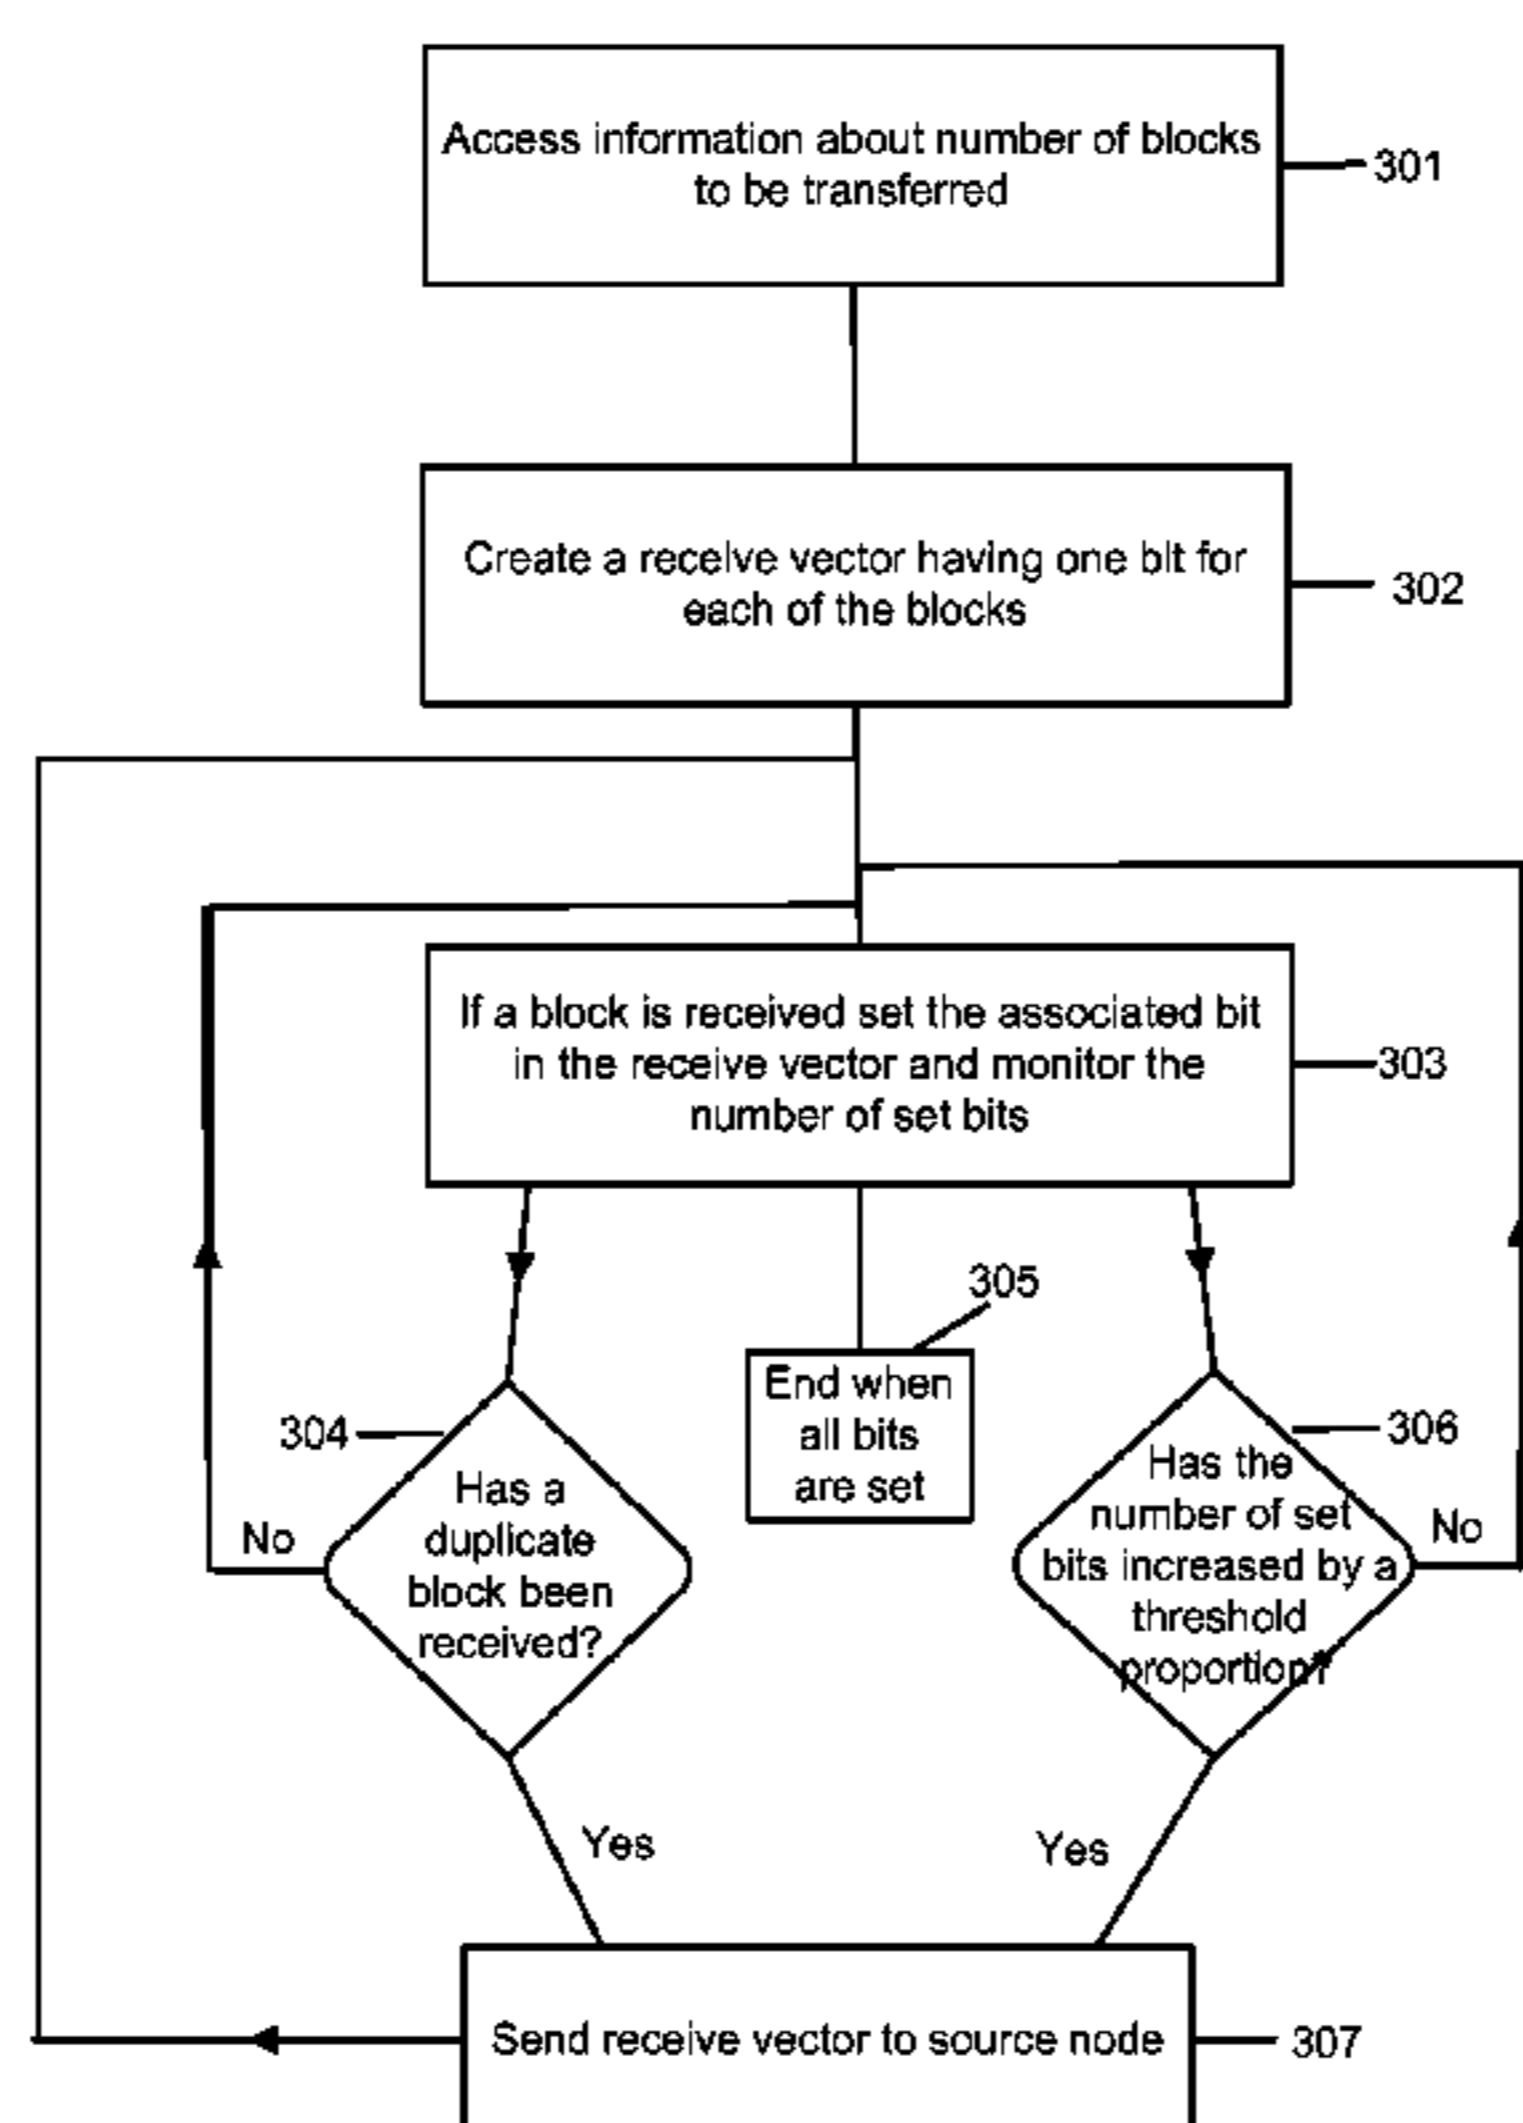 Access information about number of blocks
to be transferred
301
Create a receive vector having one bit for
each of the blocks
302
If a block is received set the associated bit
in the receive vector and monitor the
number of set bits
303
305
End when
all bits
are set
304
Has a
duplicate
block been
received?
No
306
Has the
number of set
bits increased by a
threshold
proportion?
No
Yes
Yes
Send receive vector to source node
307